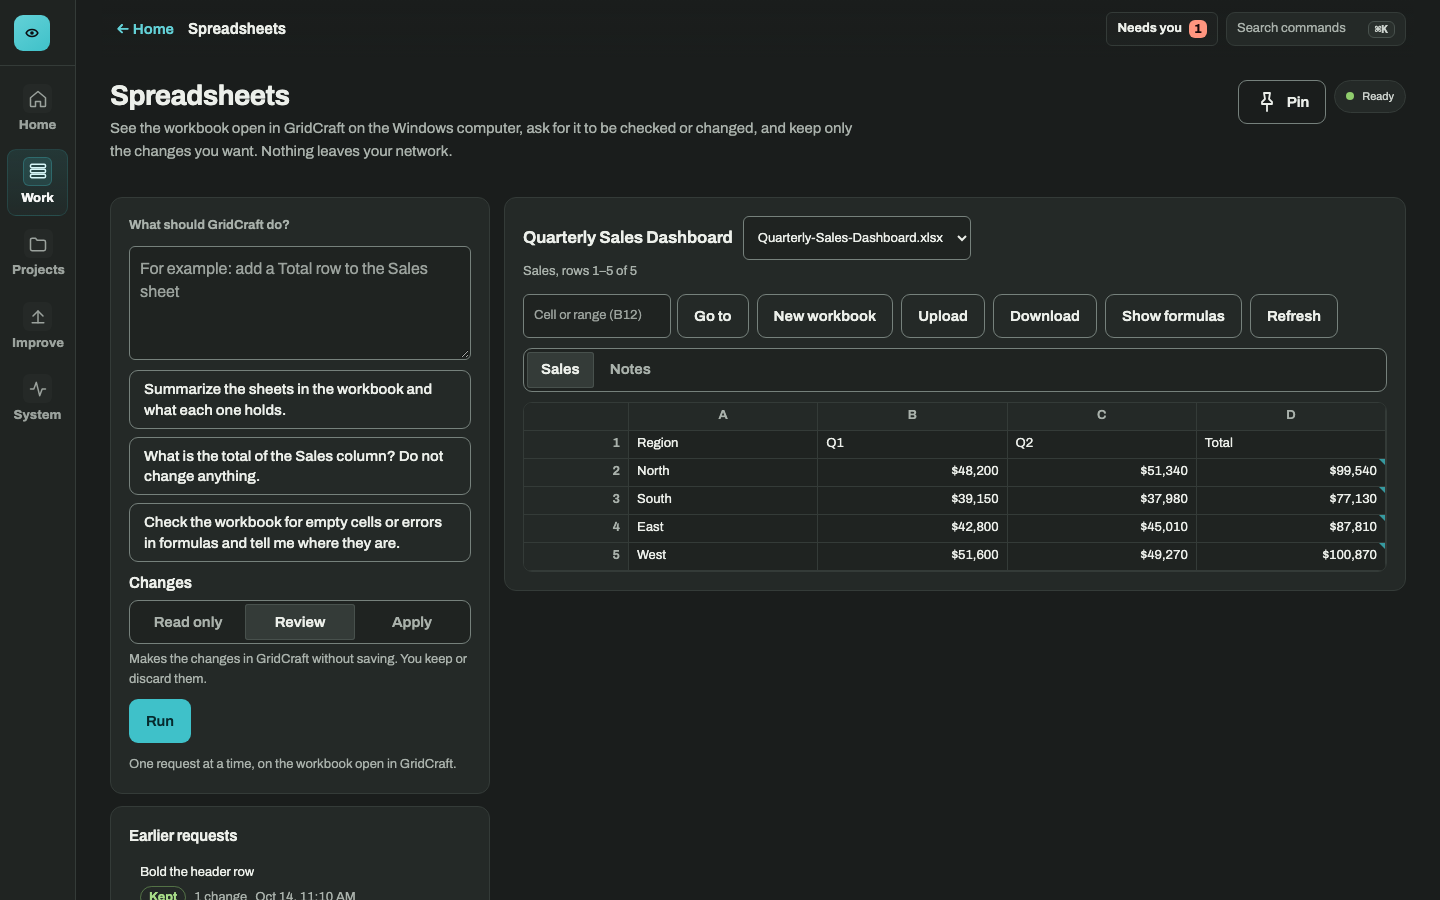 ← Home Spreadsheets
Needs you 1
Search commands ⌘K
Home
Work
Projects
Improve
System
Spreadsheets
See the workbook open in GridCraft on the Windows computer, ask for it to be checked or changed, and keep only
the changes you want. Nothing leaves your network.
Pin
Ready
What should GridCraft do?
For example: add a Total row to the Sales
sheet
Summarize the sheets in the workbook and
what each one holds.
What is the total of the Sales column? Do not
change anything.
Check the workbook for empty cells or errors
in formulas and tell me where they are.
Changes
Read only Review Apply
Makes the changes in GridCraft without saving. You keep or
discard them.
Run
One request at a time, on the workbook open in GridCraft.
Earlier requests
Bold the header row
Kept 1 change Oct 14, 11:10 AM
Quarterly Sales Dashboard Quarterly-Sales-Dashboard.xlsx
Sales, rows 1–5 of 5
Cell or range (B12) Go to New workbook Upload Download Show formulas Refresh
Sales Notes
A B C D
1 Region Q1 Q2 Total
2 North $48,200 $51,340 $99,540
3 South $39,150 $37,980 $77,130
4 East $42,800 $45,010 $87,810
5 West $51,600 $49,270 $100,870